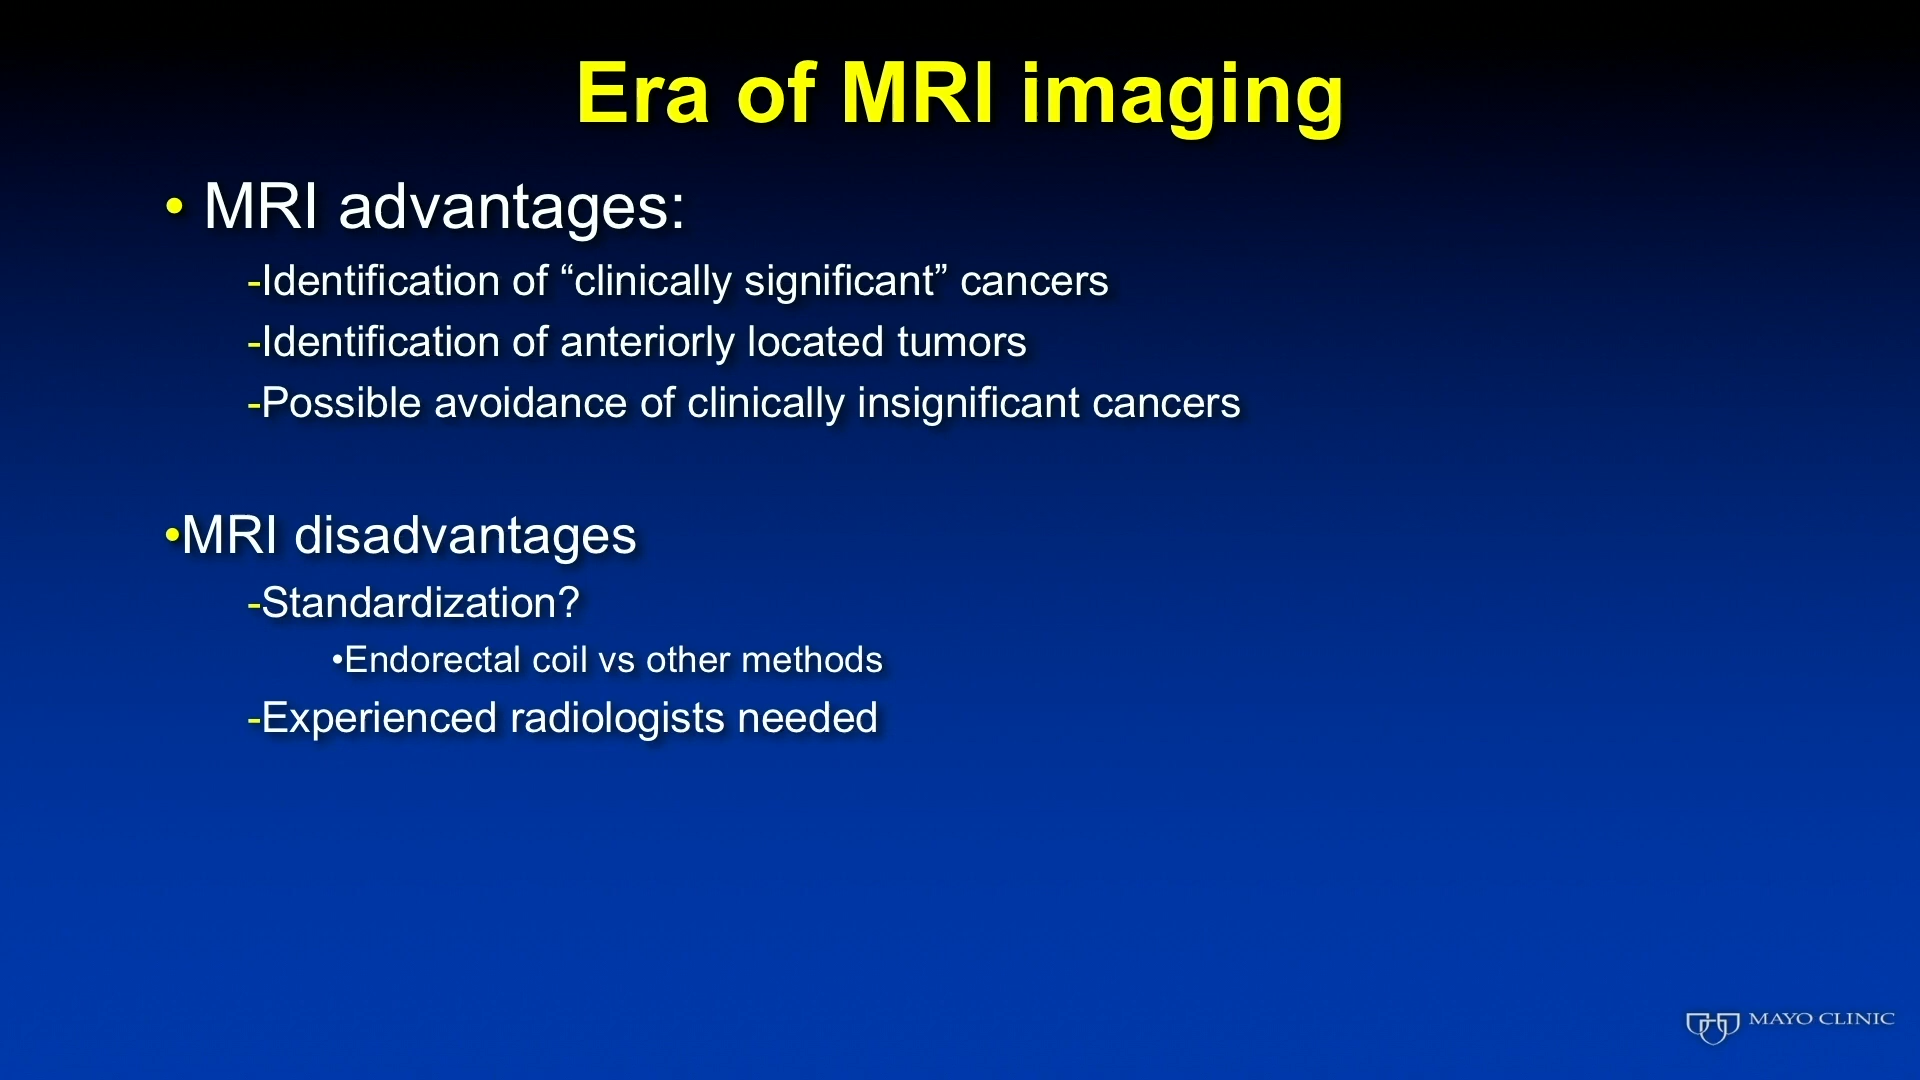 Era of MRI imaging
• MRI advantages:
-Identification of “clinically significant” cancers
-Identification of anteriorly located tumors
-Possible avoidance of clinically insignificant cancers
•MRI disadvantages
-Standardization?
•Endorectal coil vs other methods
-Experienced radiologists needed
MAYO CLINIC